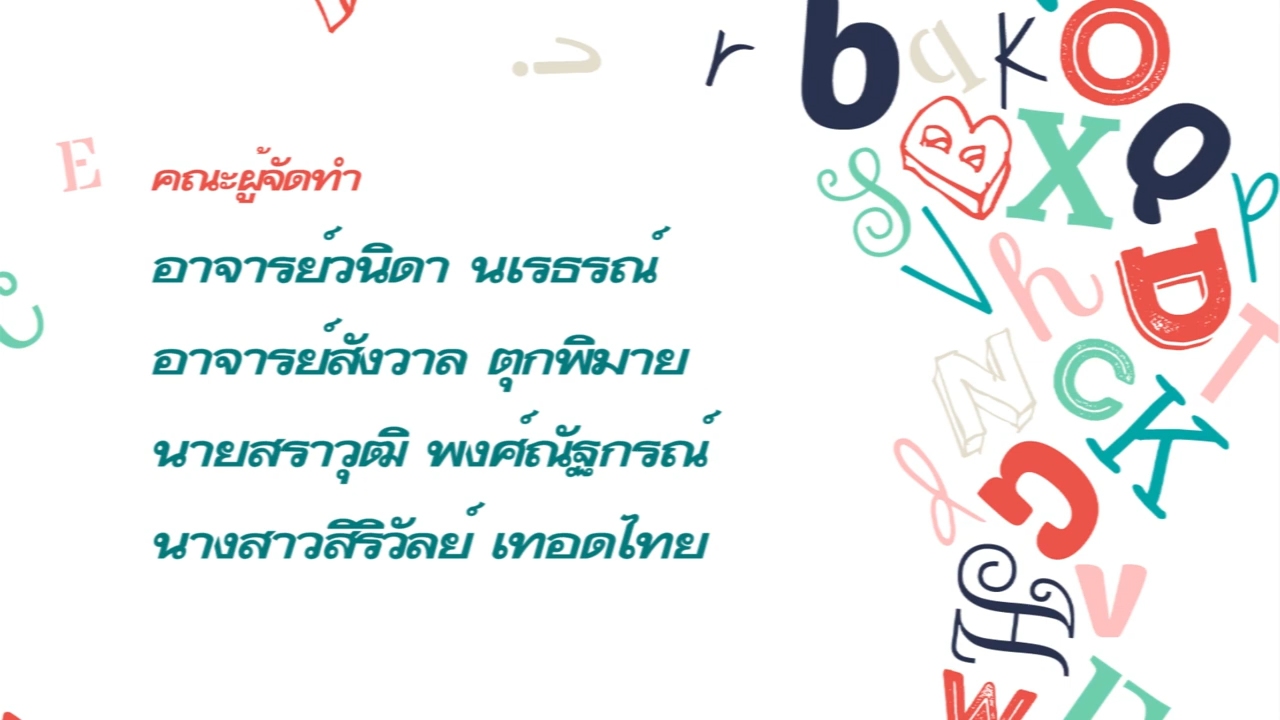 คณะผู้จัดทำ
อาจารย์วนิดา นเรธรณ์
อาจารย์สังวาล ตุกพิมาย
นายสราวุฒิ พงศ์ณัฐกรณ์
นางสาวสิริวัลย์ เทอดไทย